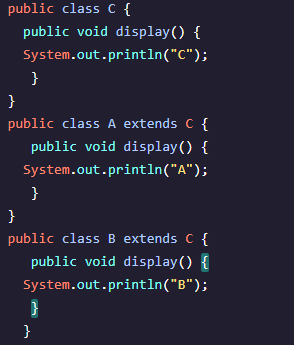 public class C {
  public void display() {
  System.out.println("C");
   }
}
public class A extends C {
   public void display() {
  System.out.println("A");
   }
}
public class B extends C {
   public void display() {
  System.out.println("B");
   }
  }